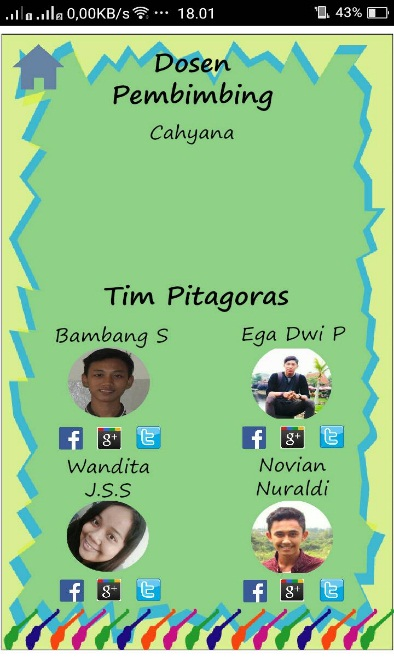 0,00KB/s ... 18.01 43%
Dosen
Pembimbing
Cahyana
Tim Pitagoras
Bambang S Ega Dwi P
f g+ t f g+ t
Wandita Novian
J.S.S Nuraldi
f g+ t f g+ t